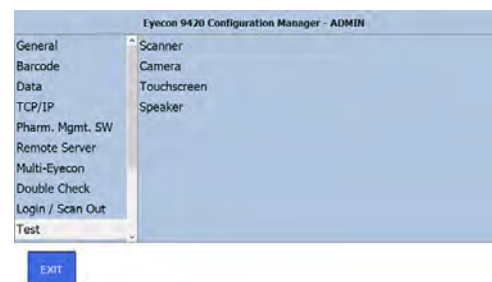 Eyecon 9420 Configuration Manager - ADMIN
General
Barcode
Data
TCP/IP
Pharm. Mgmt. SW
Remote Server
Multi-Eyecon
Double Check
Login / Scan Out
Test
Scanner
Camera
Touchscreen
Speaker
EXIT